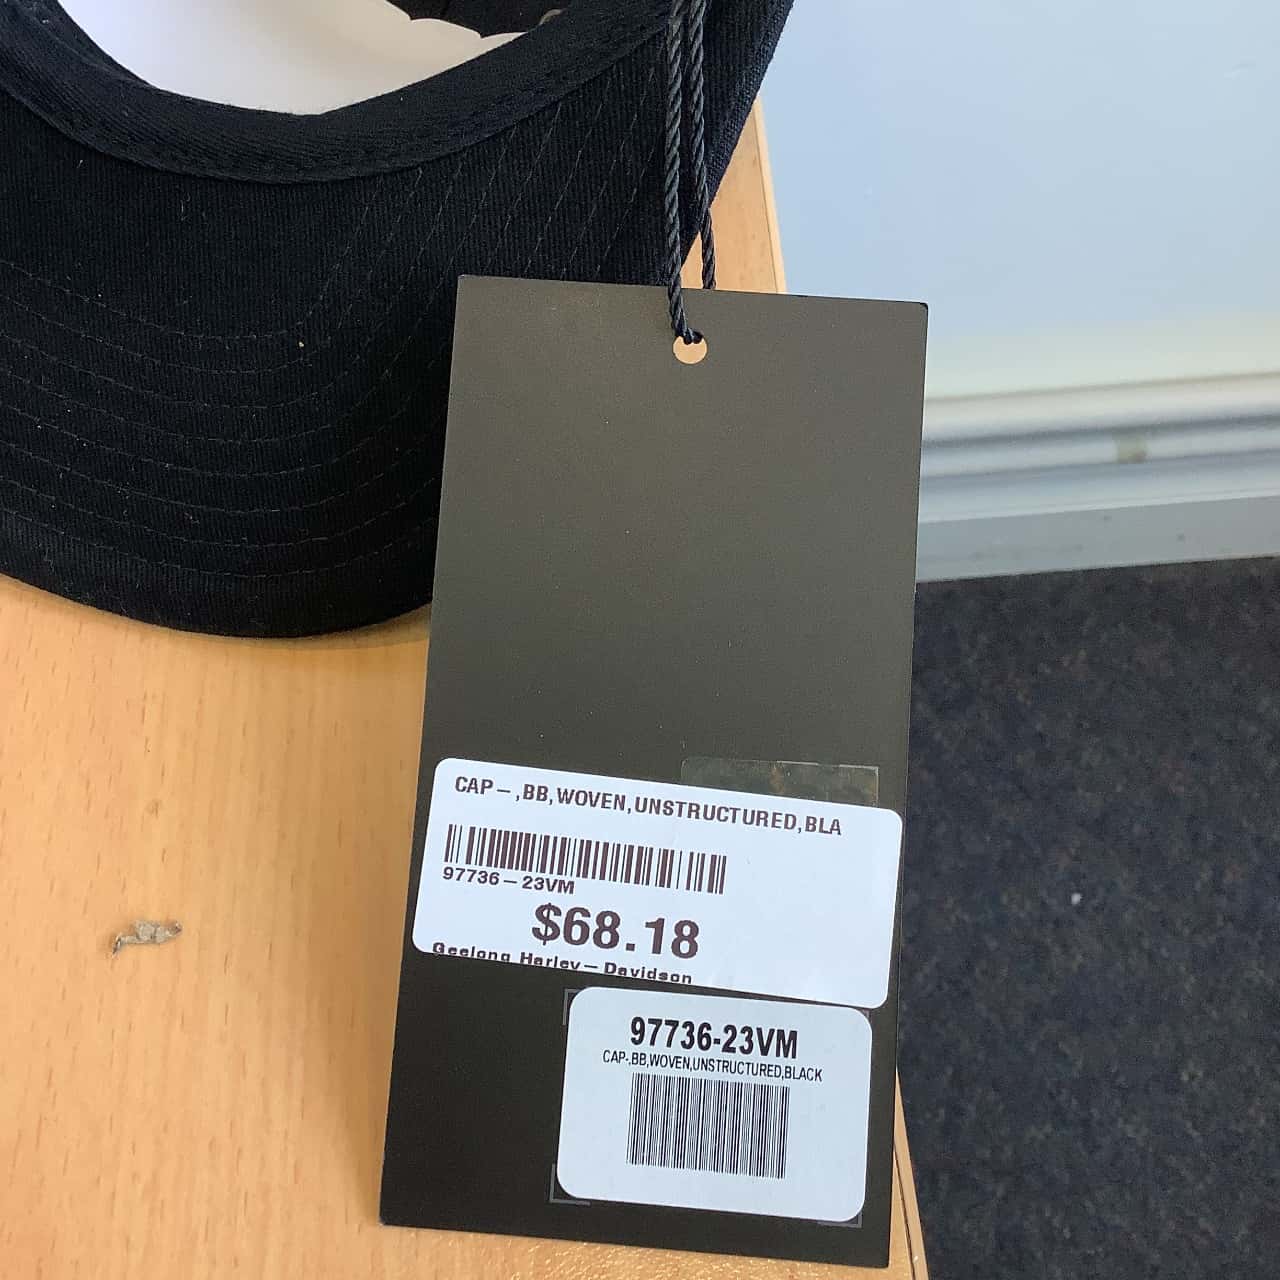 CAP-,BB,WOVEN,UNSTRUCTURED,BLA
97736-23VM
$68.18
Geelong Harley-Davidson
97736-23VM
CAP-,BB,WOVEN,UNSTRUCTURED,BLACK